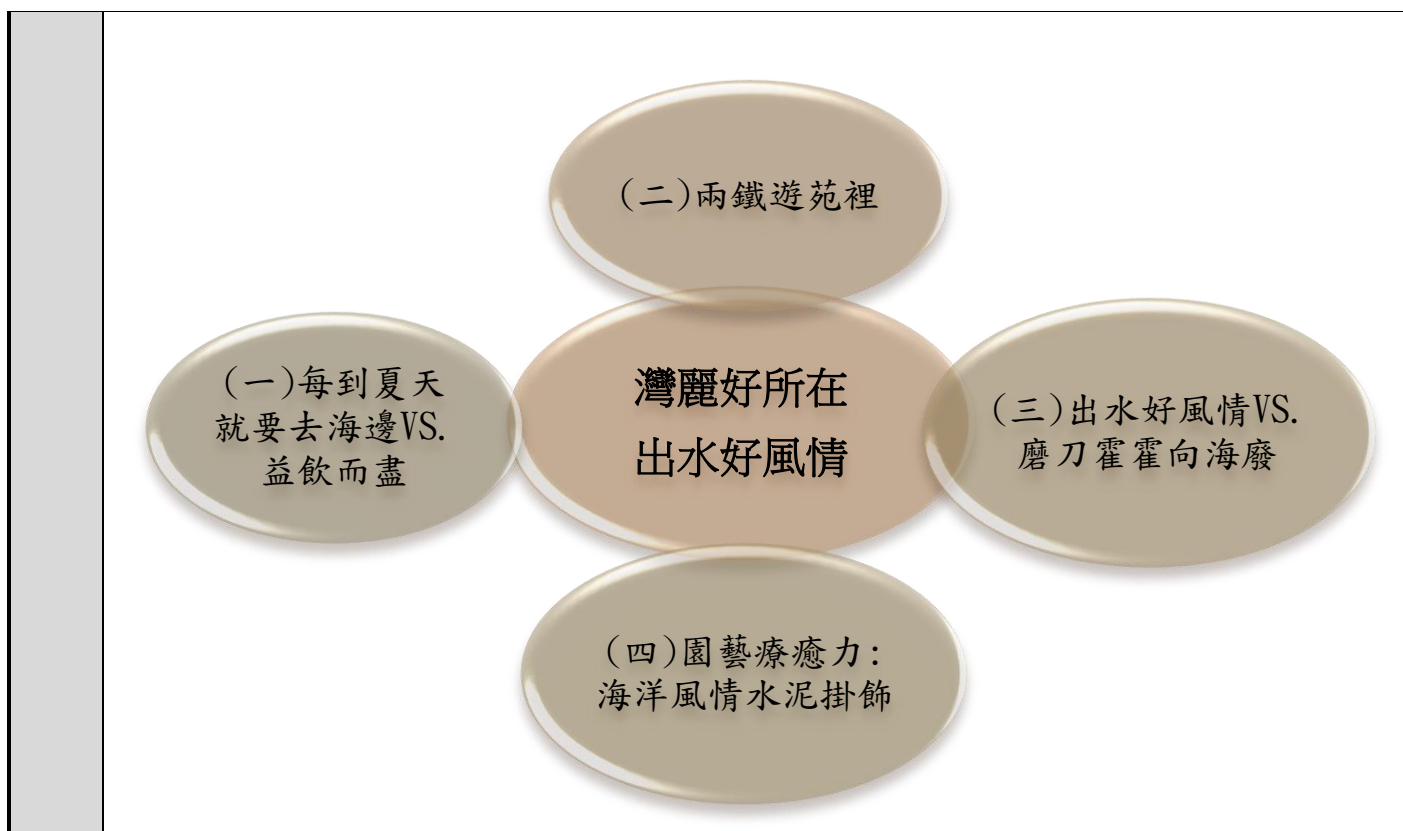 (二)兩鐵遊苑裡
灣麗好所在
出水好風情
(一)每到夏天
就要去海邊VS.
益飲而盡
(三)出水好風情VS.
磨刀霍霍向海廢
(四)園藝療癒力:
海洋風情水泥掛飾